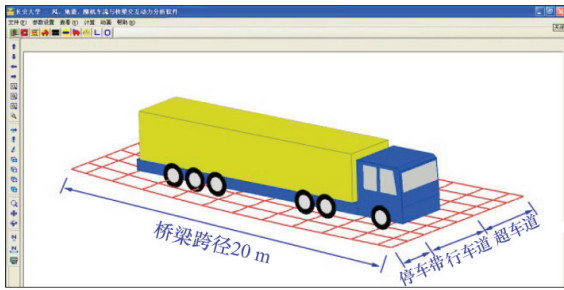 长安大学 - 风、地震、随机车流与桥梁交互动力分析软件
文件(F) 参数设置 查看(V) 计算 动画 帮助(H)
桥梁跨径20 m
停车带 行车道 超车道